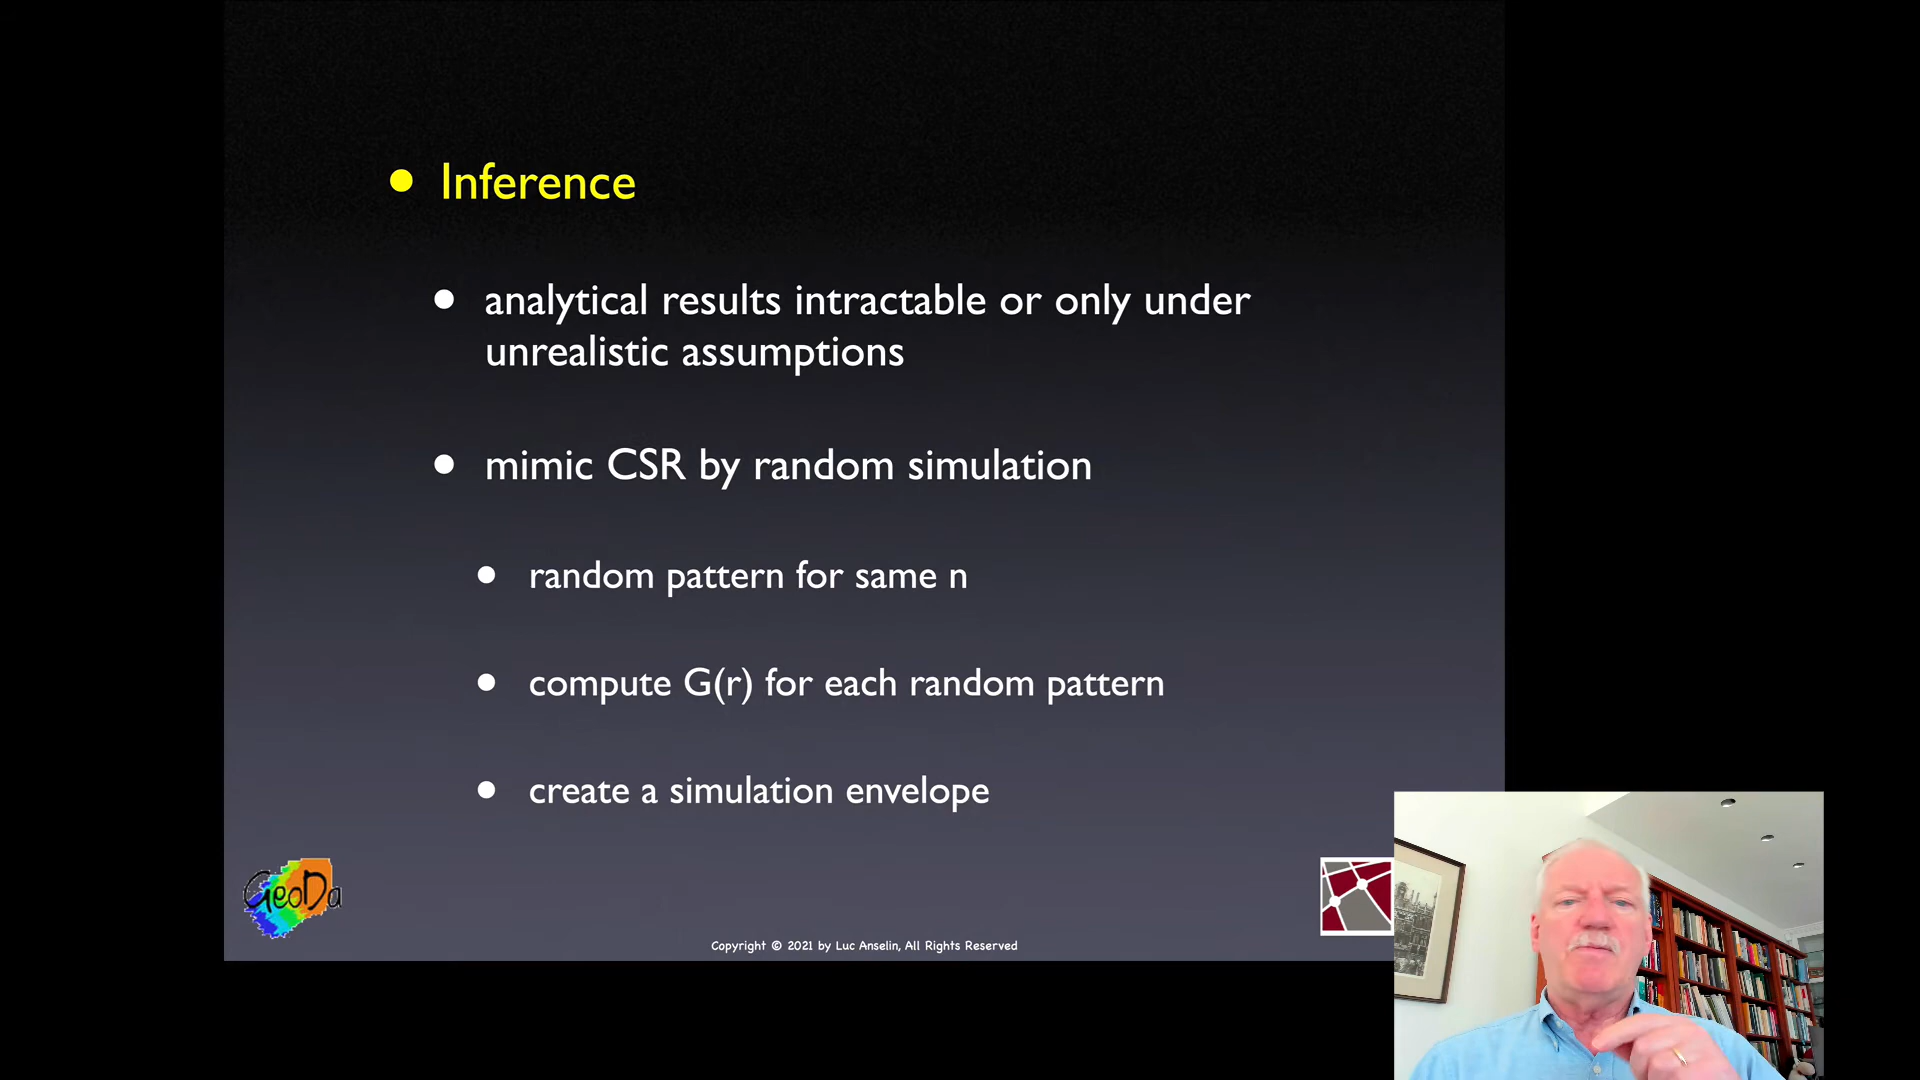 Inference
analytical results intractable or only under
unrealistic assumptions
mimic CSR by random simulation
random pattern for same n
compute G(r) for each random pattern
create a simulation envelope
GeoDa
Copyright © 2021 by Luc Anselin, All Rights Reserved